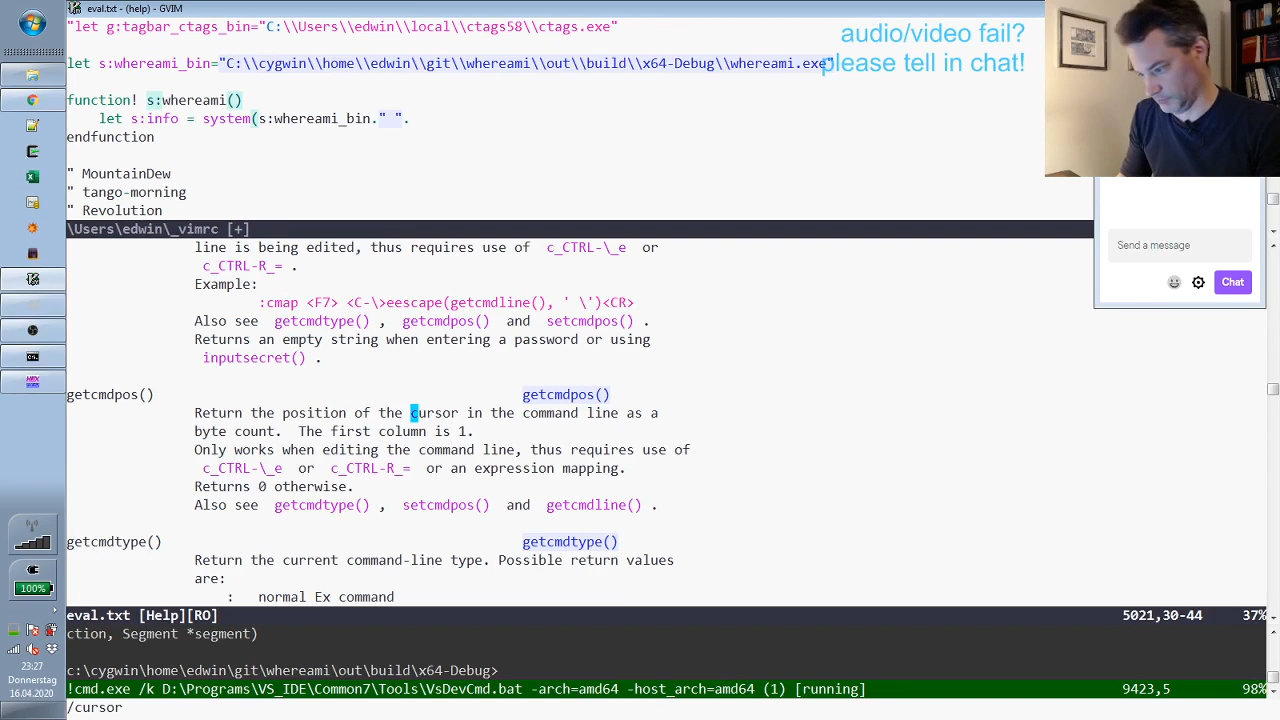 eval.txt - (help) - GVIM
"let g:tagbar_ctags_bin="C:\\Users\\edwin\\local\\ctags58\\ctags.exe"
audio/video fail?
let s:whereami_bin="C:\\cygwin\\home\\edwin\\git\\whereami\\out\\build\\x64-Debug\\whereami.exe"
please tell in chat!
function! s:whereami()
let s:info = system(s:whereami_bin." ".
endfunction
" MountainDew
" tango-morning
" Revolution
\Users\edwin\_vimrc [+]
Send a message
Chat
line is being edited, thus requires use of c_CTRL-\_e or
c_CTRL-R_= .
Example:
:cmap <F7> <C-\>eescape(getcmdline(), ' \')<CR>
Also see getcmdtype() , getcmdpos() and setcmdpos() .
Returns an empty string when entering a password or using
inputsecret() .
getcmdpos() getcmdpos()
Return the position of the cursor in the command line as a
byte count. The first column is 1.
Only works when editing the command line, thus requires use of
c_CTRL-\_e or c_CTRL-R_= or an expression mapping.
Returns 0 otherwise.
Also see getcmdtype() , setcmdpos() and getcmdline() .
getcmdtype() getcmdtype()
Return the current command-line type. Possible return values
are:
: normal Ex command
eval.txt [Help][RO] 5021,30-44 37%
ction, Segment *segment)
c:\cygwin\home\edwin\git\whereami\out\build\x64-Debug>
!cmd.exe /k D:\Programs\VS_IDE\Common7\Tools\VsDevCmd.bat -arch=amd64 -host_arch=amd64 (1) [running] 9423,5 98%
/cursor
100%
23:27
Donnerstag
16.04.2020